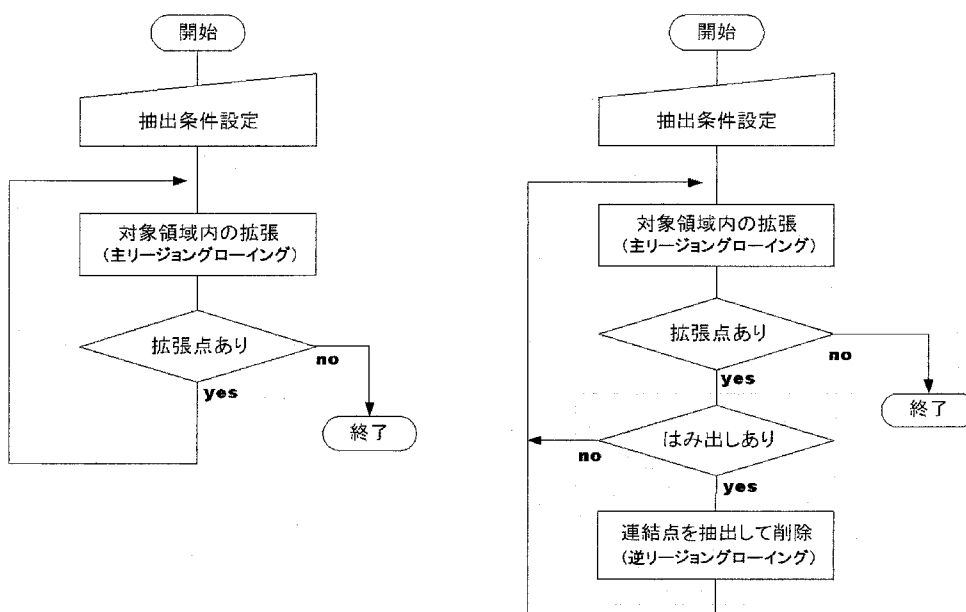 開始
抽出条件設定
対象領域内の拡張
(主リージョングローイング)
拡張点あり
no
yes
終了
開始
抽出条件設定
対象領域内の拡張
(主リージョングローイング)
拡張点あり
no
yes
終了
はみ出しあり
no
yes
連結点を抽出して削除
(逆リージョングローイング)